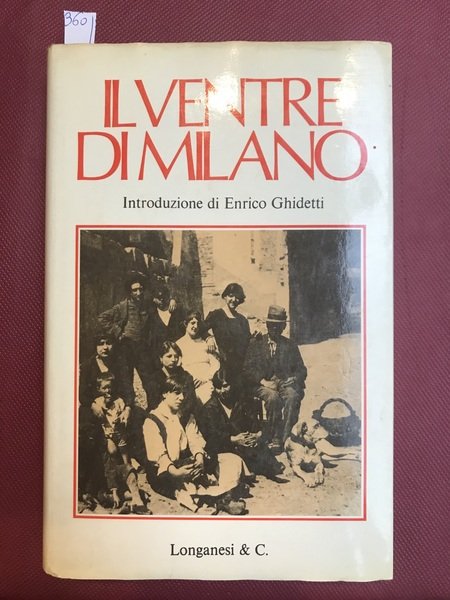 360
IL VENTRE
DI MILANO
Introduzione di Enrico Ghidetti
Longanesi & C.